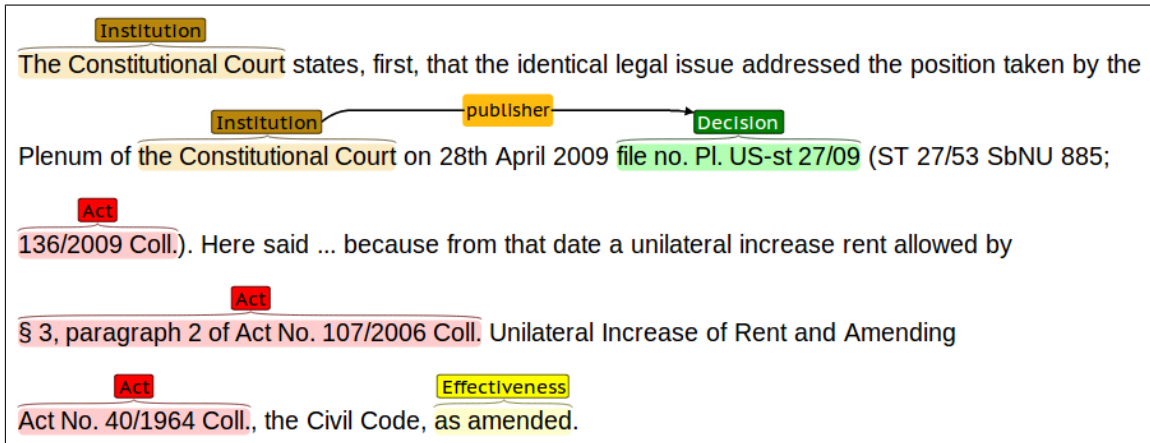 Institution
The Constitutional Court states, first, that the identical legal issue addressed the position taken by the
Institution publisher Decision
Plenum of the Constitutional Court on 28th April 2009 file no. Pl. US-st 27/09 (ST 27/53 SbNU 885;
Act
136/2009 Coll.). Here said ... because from that date a unilateral increase rent allowed by
Act
§ 3, paragraph 2 of Act No. 107/2006 Coll. Unilateral Increase of Rent and Amending
Act Effectiveness
Act No. 40/1964 Coll., the Civil Code, as amended.